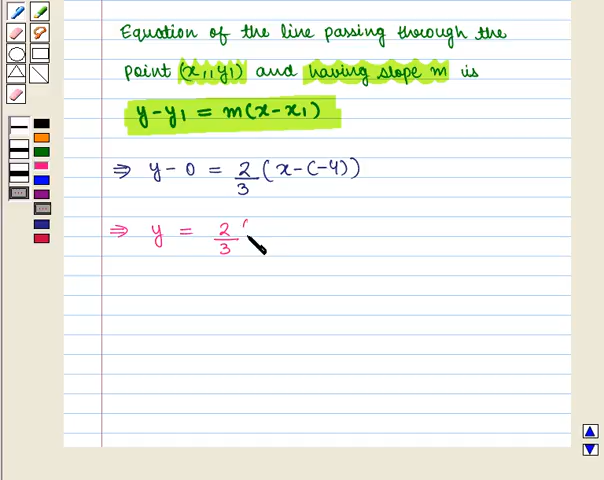 Equation of the line passing through the
point (x₁, y₁) and having slope m is
y - y₁ = m(x - x₁)
⇒ y - 0 = 2/3 (x - (-4))
⇒ y = 2/3 (